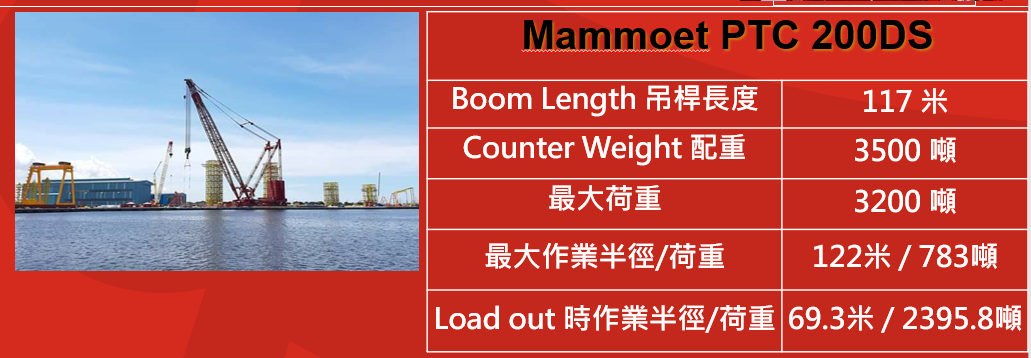 Mammoet PTC 200DS
Boom Length 吊桿長度 117 米
Counter Weight 配重 3500 噸
最大荷重 3200 噸
最大作業半徑/荷重 122米 / 783噸
Load out 時作業半徑/荷重 69.3米 / 2395.8噸